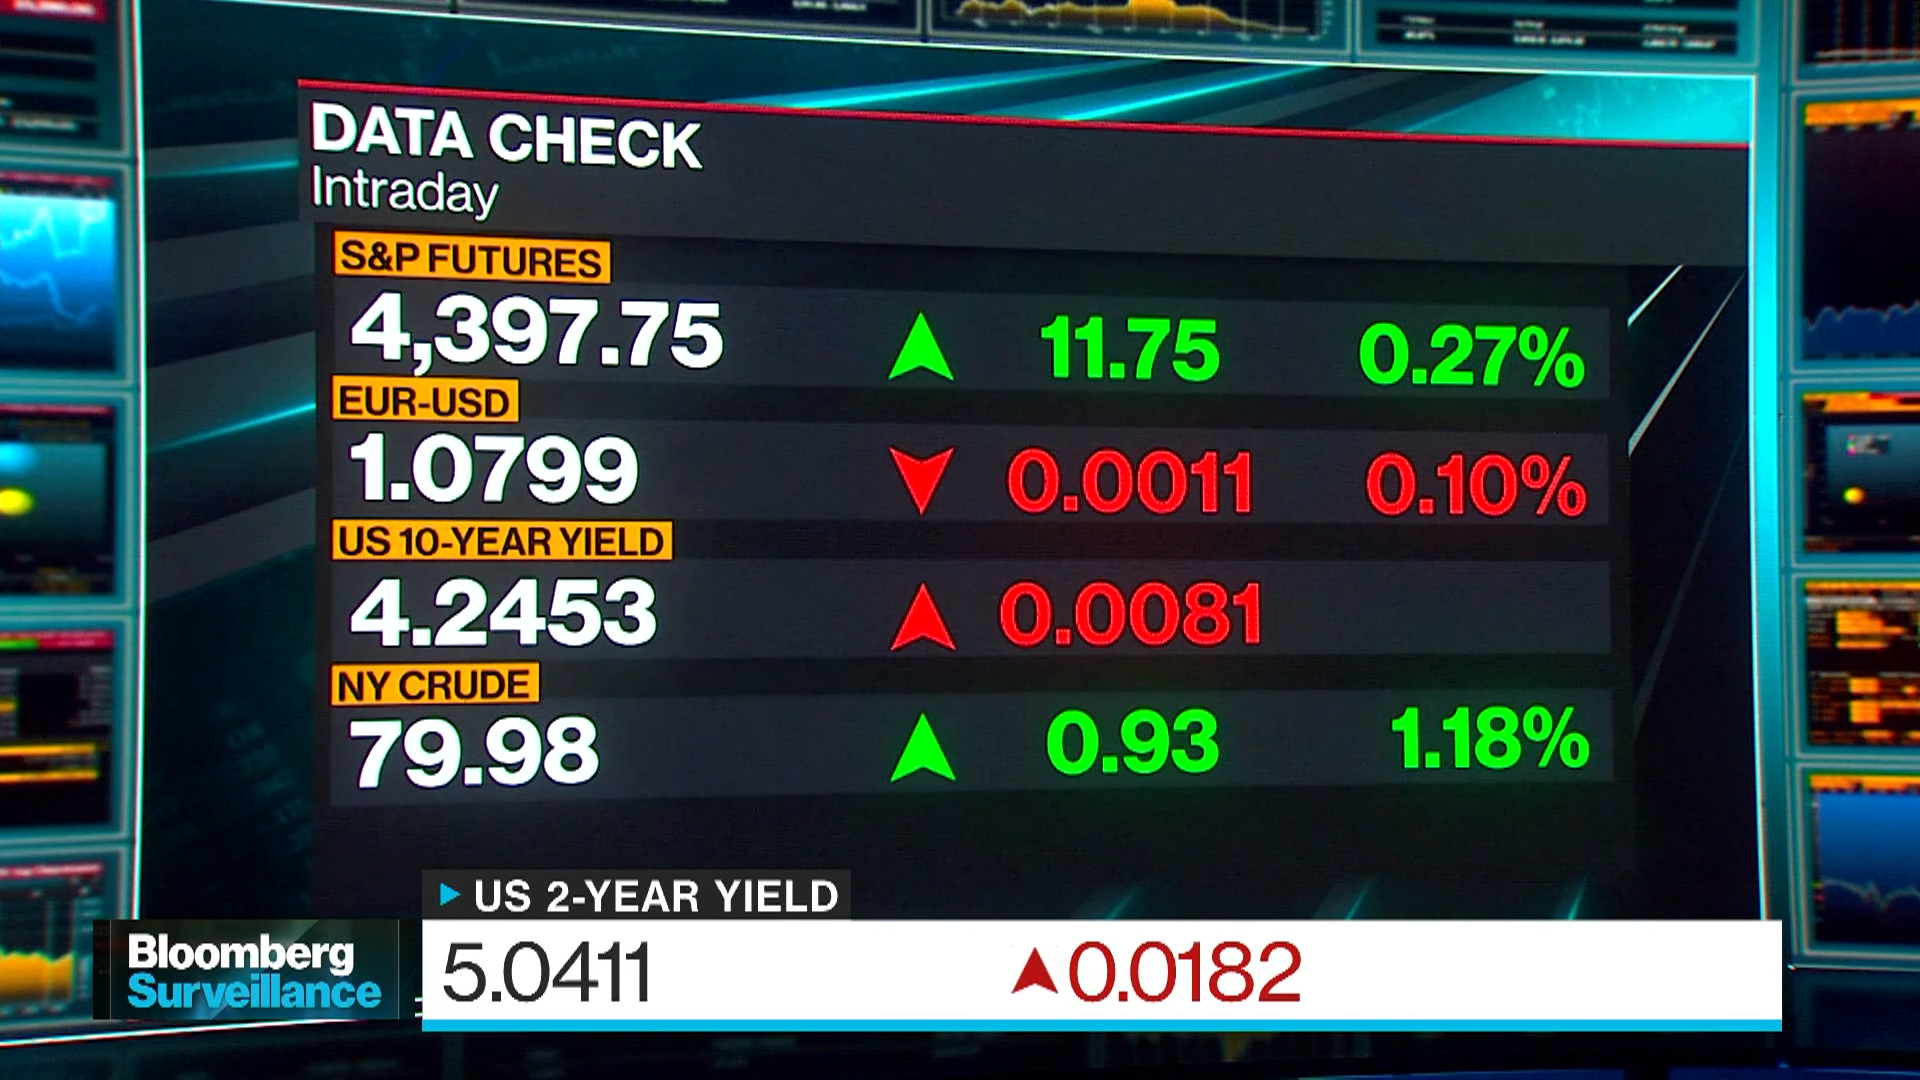 DATA CHECK
Intraday
S&P FUTURES
4,397.75 ▲ 11.75 0.27%
EUR-USD
1.0799 ▼ 0.0011 0.10%
US 10-YEAR YIELD
4.2453 ▲ 0.0081
NY CRUDE
79.98 ▲ 0.93 1.18%
US 2-YEAR YIELD
5.0411 ▲ 0.0182
Bloomberg
Surveillance